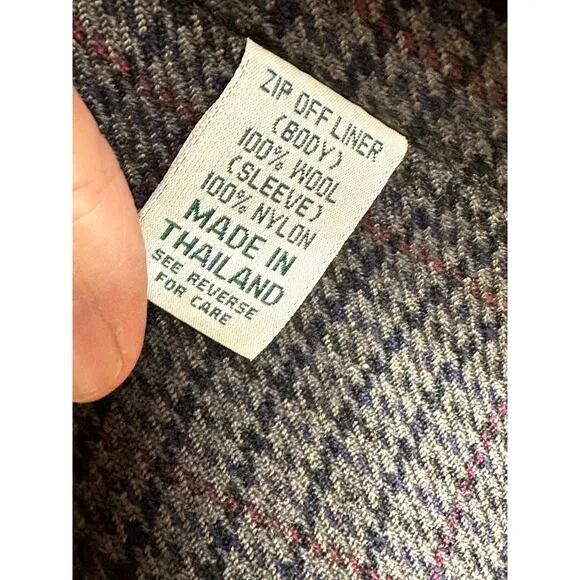 ZIP OFF LINER
(BODY)
100% WOOL
(SLEEVE)
100% NYLON
MADE IN
THAILAND
SEE REVERSE
FOR CARE